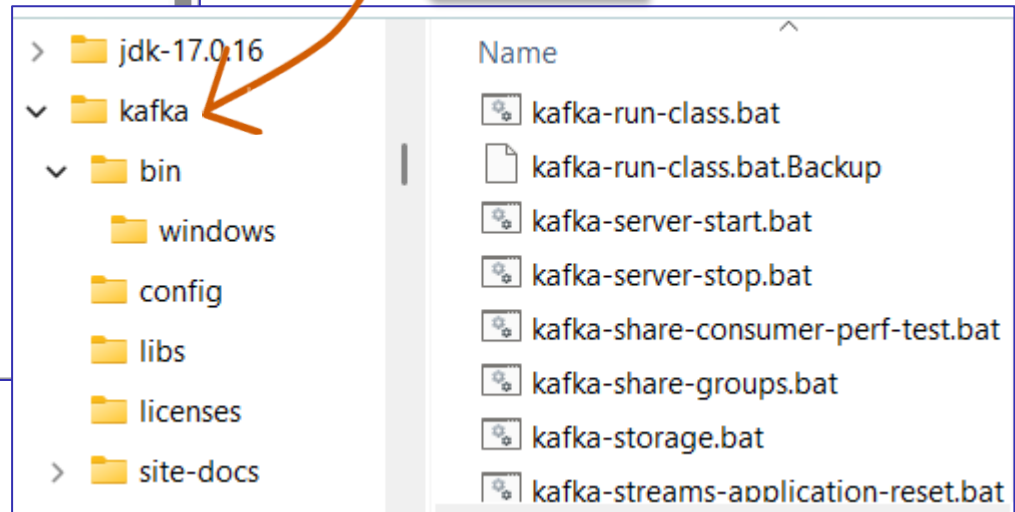 jdk-17.0.16
kafka
bin
windows
config
libs
licenses
site-docs
Name
kafka-run-class.bat
kafka-run-class.bat.Backup
kafka-server-start.bat
kafka-server-stop.bat
kafka-share-consumer-perf-test.bat
kafka-share-groups.bat
kafka-storage.bat
kafka-streams-application-reset.bat